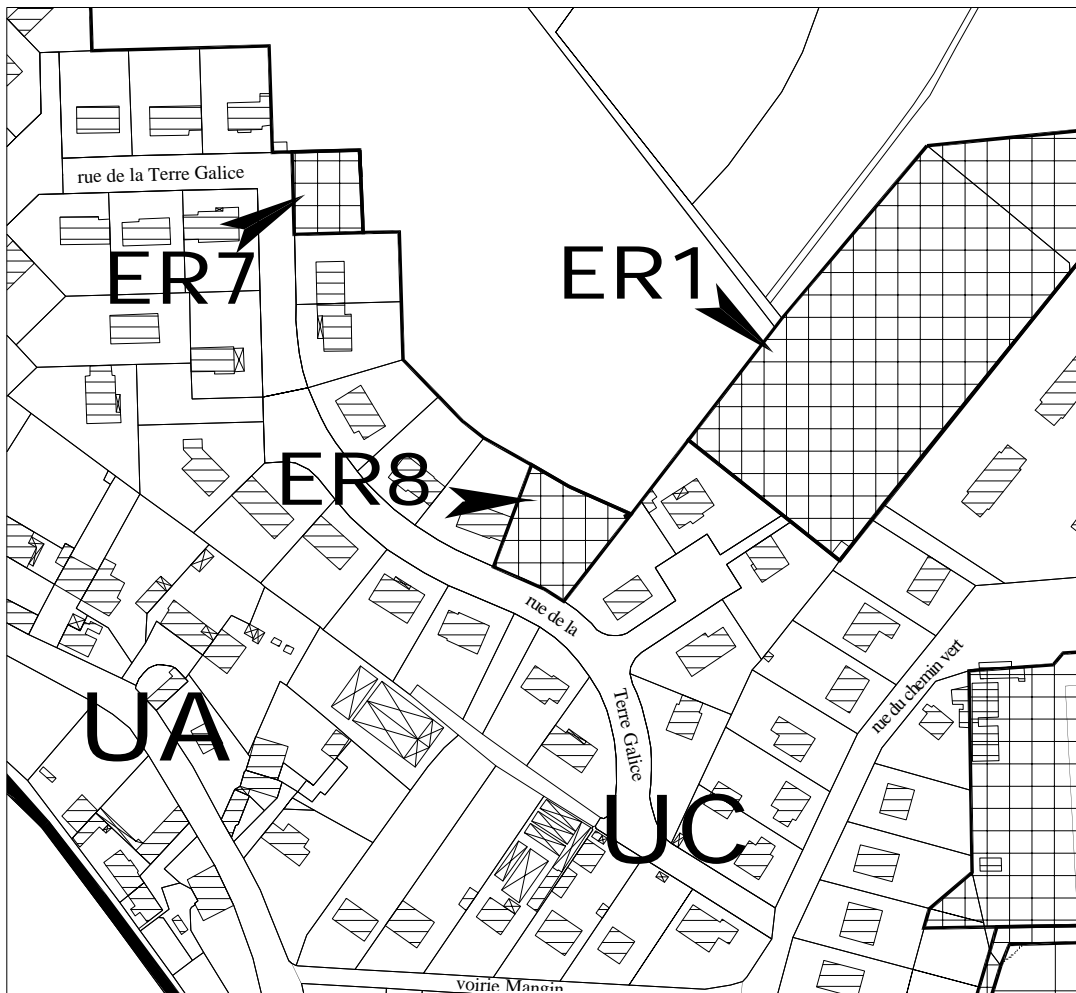 rue de la Terre Galice
ER7
ER1
ER8
rue de la
Terre Galice
rue du chemin vert
UA
UC
voirie Mangin